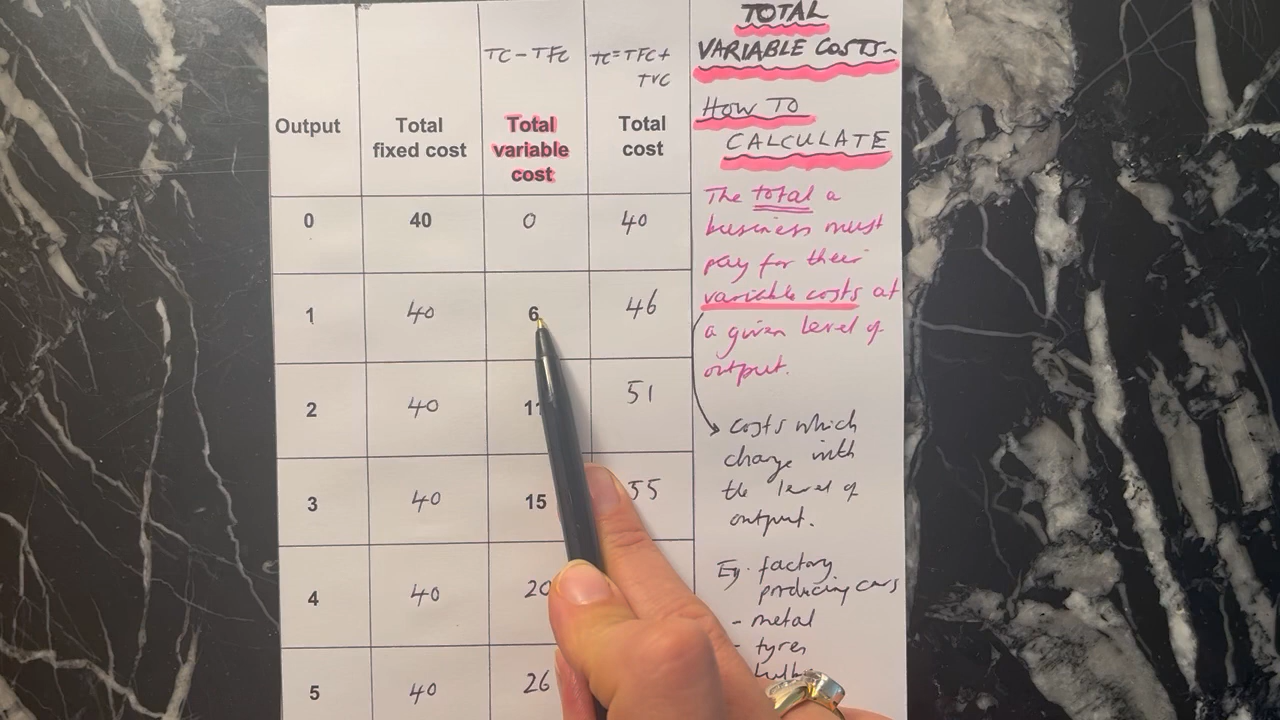 TC - TFC
TC = TFC +
TVC
Output
Total
fixed cost
Total
variable
cost
Total
cost
0 40 0 40
1 40 6 46
2 40 11 51
3 40 15 55
4 40 20
5 40 26
TOTAL
VARIABLE COSTS -
HOW TO
CALCULATE
The total a
business must
pay for their
variable costs at
a given level of
output.
costs which
change with
the level of
output.
Eg. factory
producing cars
- metal
- tyres